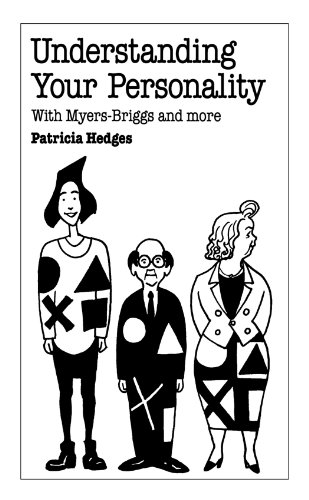 Understanding
Your Personality
With Myers-Briggs and more
Patricia Hedges